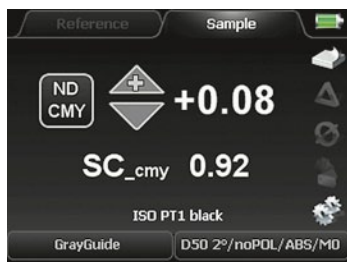 Reference Sample
ND
CMY
+0.08
SC_cmy 0.92
ISO PT1 black
GrayGuide D50 2°/noPOL/ABS/M0